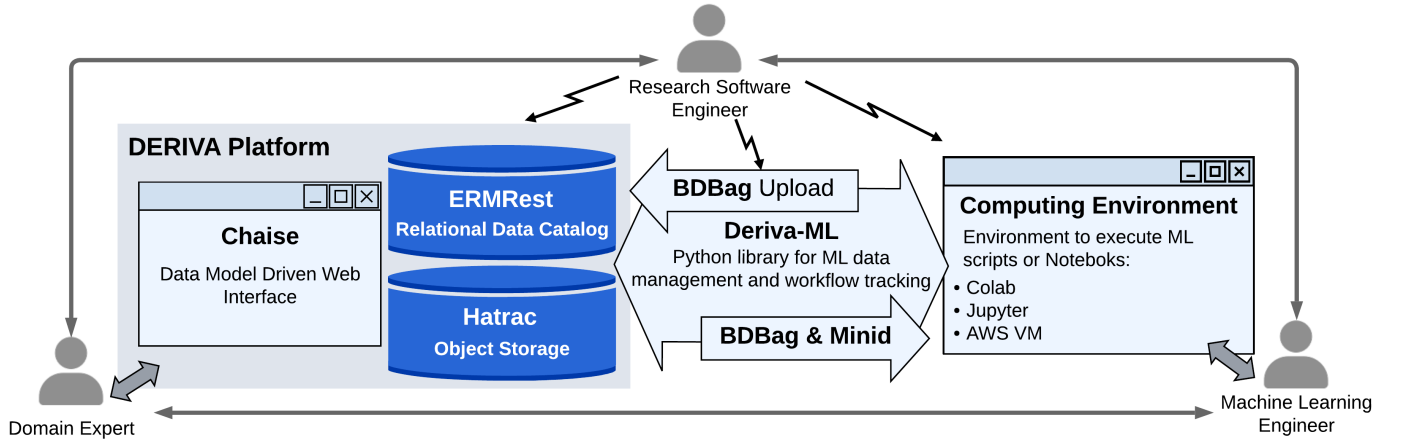 Research Software
Engineer
DERIVA Platform
Chaise
Data Model Driven Web
Interface
ERMRest
Relational Data Catalog
Hatrac
Object Storage
BDBag Upload
Deriva-ML
Python library for ML data
management and workflow tracking
BDBag & Minid
Computing Environment
Environment to execute ML
scripts or Noteboks:
• Colab
• Jupyter
• AWS VM
Domain Expert
Machine Learning
Engineer